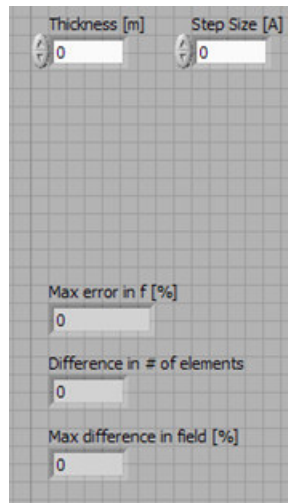 Thickness [m] Step Size [A]
0 0
Max error in f [%]
0
Difference in # of elements
0
Max difference in field [%]
0